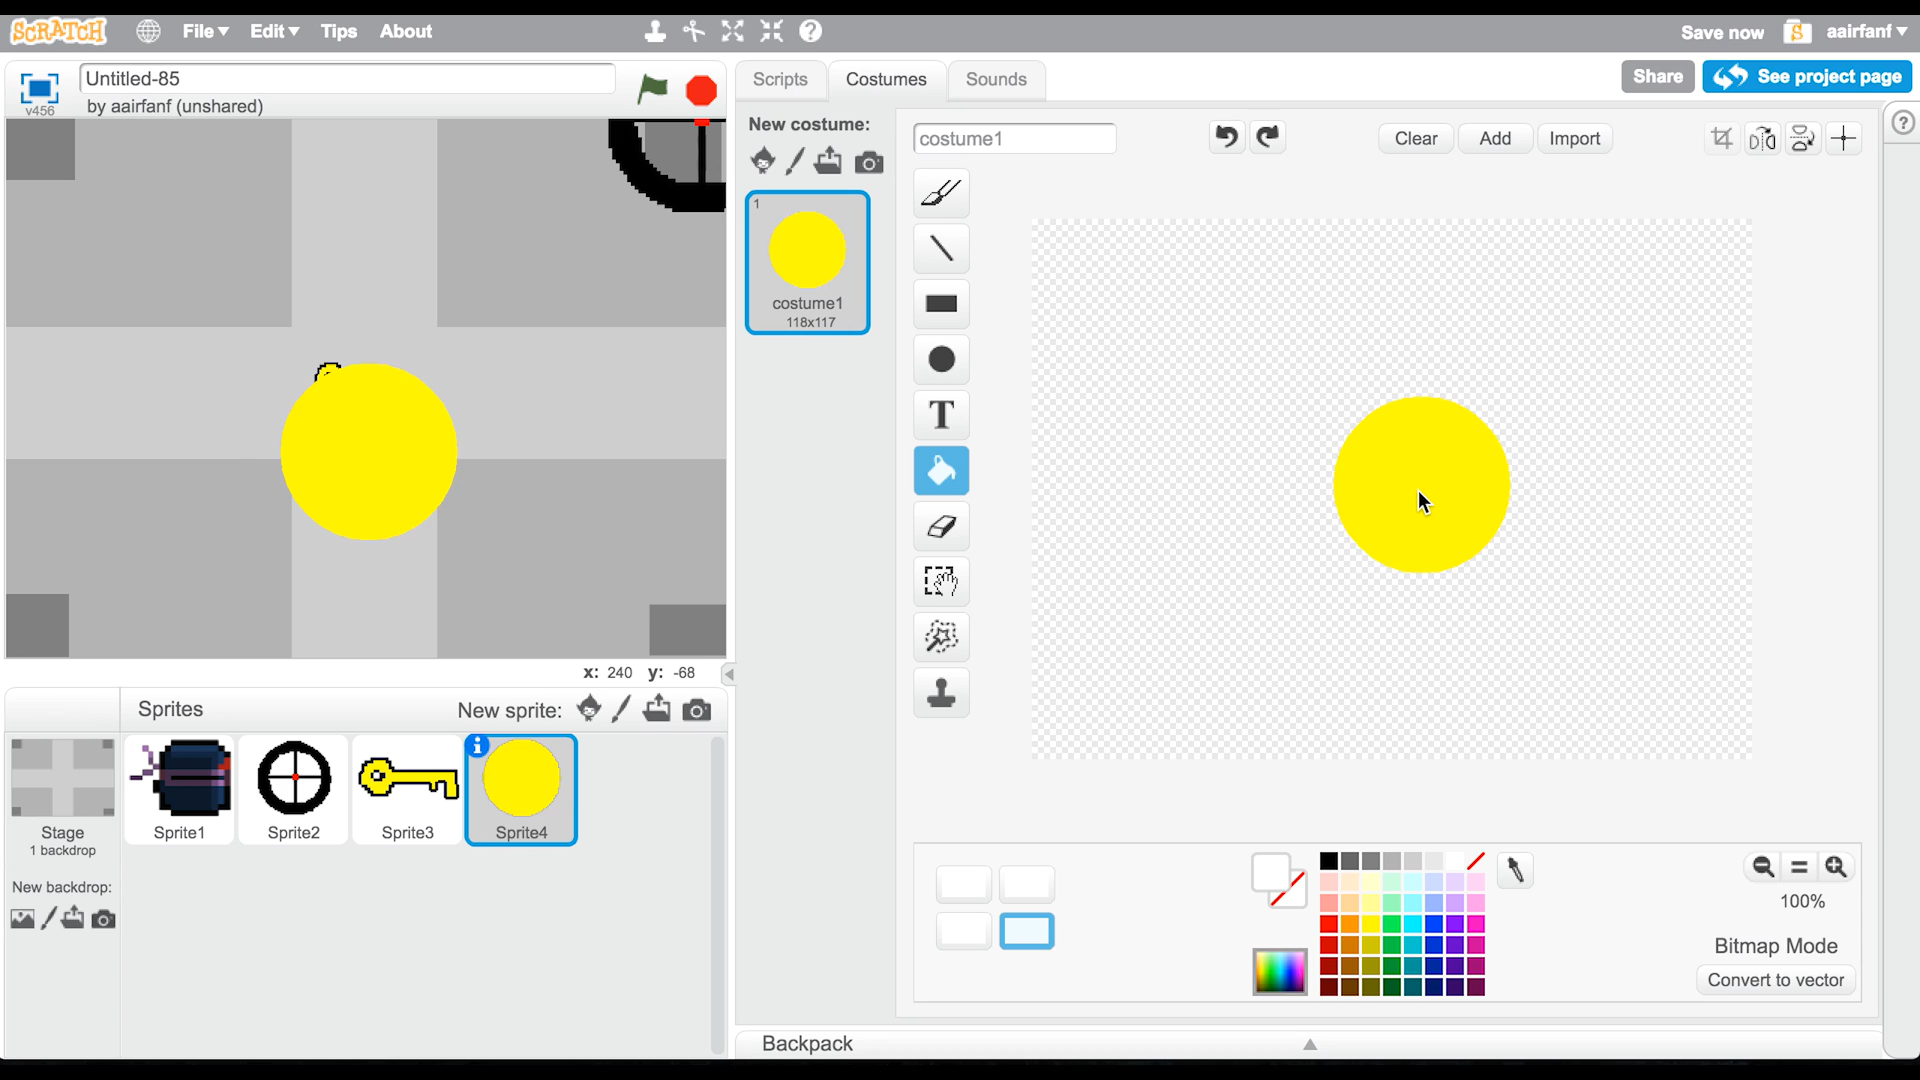 SCRATCH File Edit Tips About Save now S aairfanf
Untitled-85
v456 by aairfanf (unshared)
Scripts Costumes Sounds
Share See project page
New costume:
costume1 Clear Add Import
1
costume1
118x117
T
x: 240 y: -68
Sprites New sprite:
Stage
1 backdrop
Sprite1 Sprite2 Sprite3 Sprite4
New backdrop:
100%
Bitmap Mode
Convert to vector
Backpack